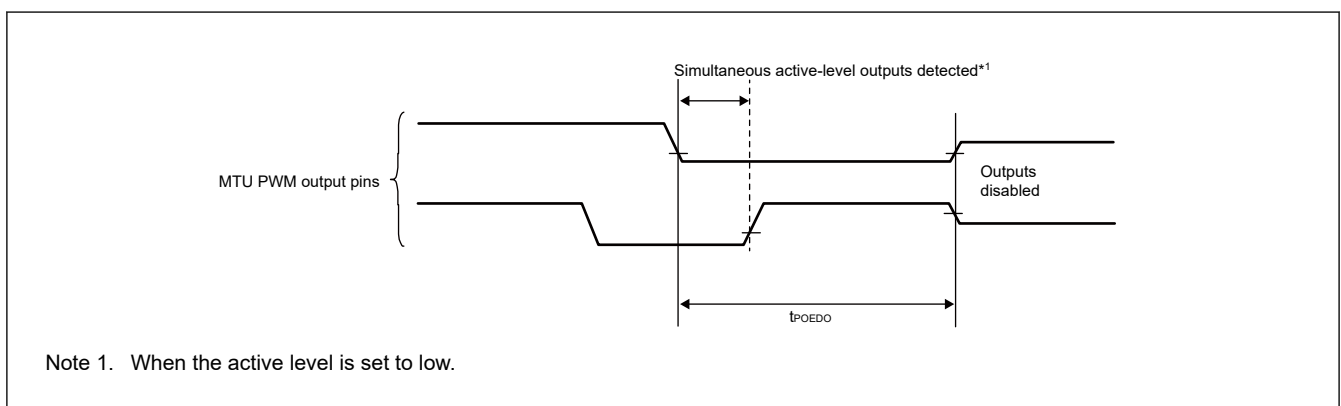 Simultaneous active-level outputs detected*1
MTU PWM output pins
Outputs
disabled
tPOEDO
Note 1. When the active level is set to low.